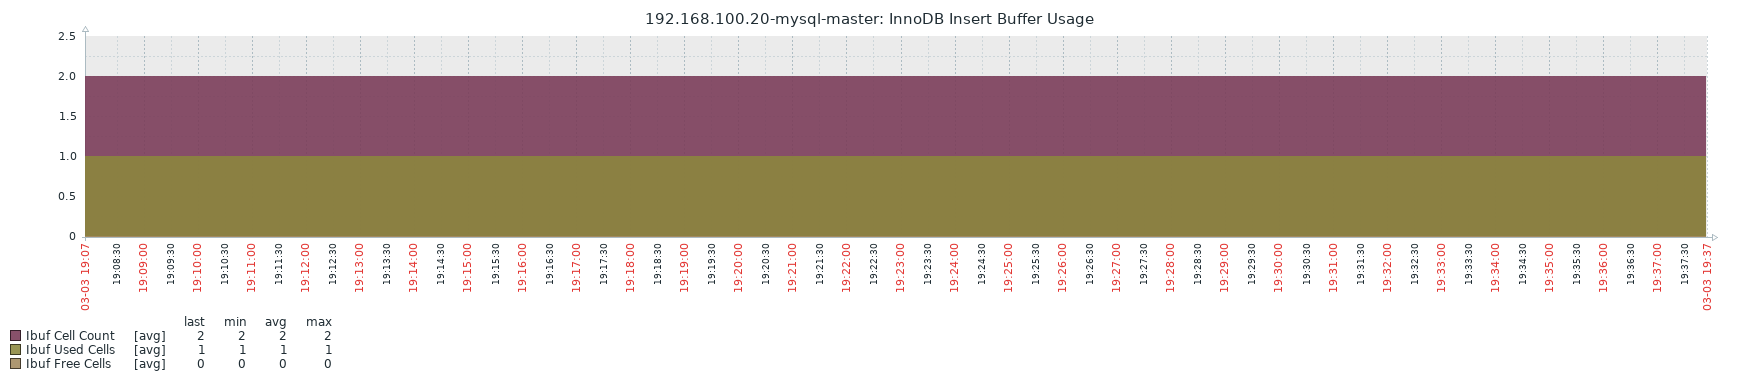 192.168.100.20-mysql-master: InnoDB Insert Buffer Usage
2.5
2.0
1.5
1.0
0.5
0
03-03 19:07 19:08:30 19:09:00 19:09:30 19:10:00 19:10:30 19:11:00 19:11:30 19:12:00 19:12:30 19:13:00 19:13:30 19:14:00 19:14:30 19:15:00 19:15:30 19:16:00 19:16:30 19:17:00 19:17:30 19:18:00 19:18:30 19:19:00 19:19:30 19:20:00 19:20:30 19:21:00 19:21:30 19:22:00 19:22:30 19:23:00 19:23:30 19:24:00 19:24:30 19:25:00 19:25:30 19:26:00 19:26:30 19:27:00 19:27:30 19:28:00 19:28:30 19:29:00 19:29:30 19:30:00 19:30:30 19:31:00 19:31:30 19:32:00 19:32:30 19:33:00 19:33:30 19:34:00 19:34:30 19:35:00 19:35:30 19:36:00 19:36:30 19:37:00 19:37:30 03-03 19:37
last min avg max
Ibuf Cell Count [avg] 2 2 2 2
Ibuf Used Cells [avg] 1 1 1 1
Ibuf Free Cells [avg] 0 0 0 0